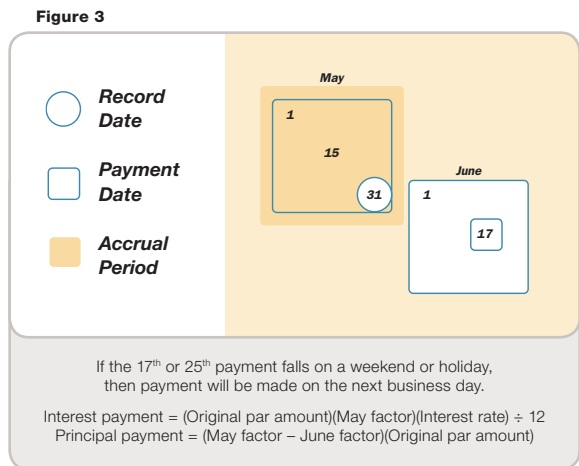 Figure 3
Record
Date
Payment
Date
Accrual
Period
May
1
15
31
June
1
17
If the 17th or 25th payment falls on a weekend or holiday,
then payment will be made on the next business day.
Interest payment = (Original par amount)(May factor)(Interest rate) ÷ 12
Principal payment = (May factor – June factor)(Original par amount)